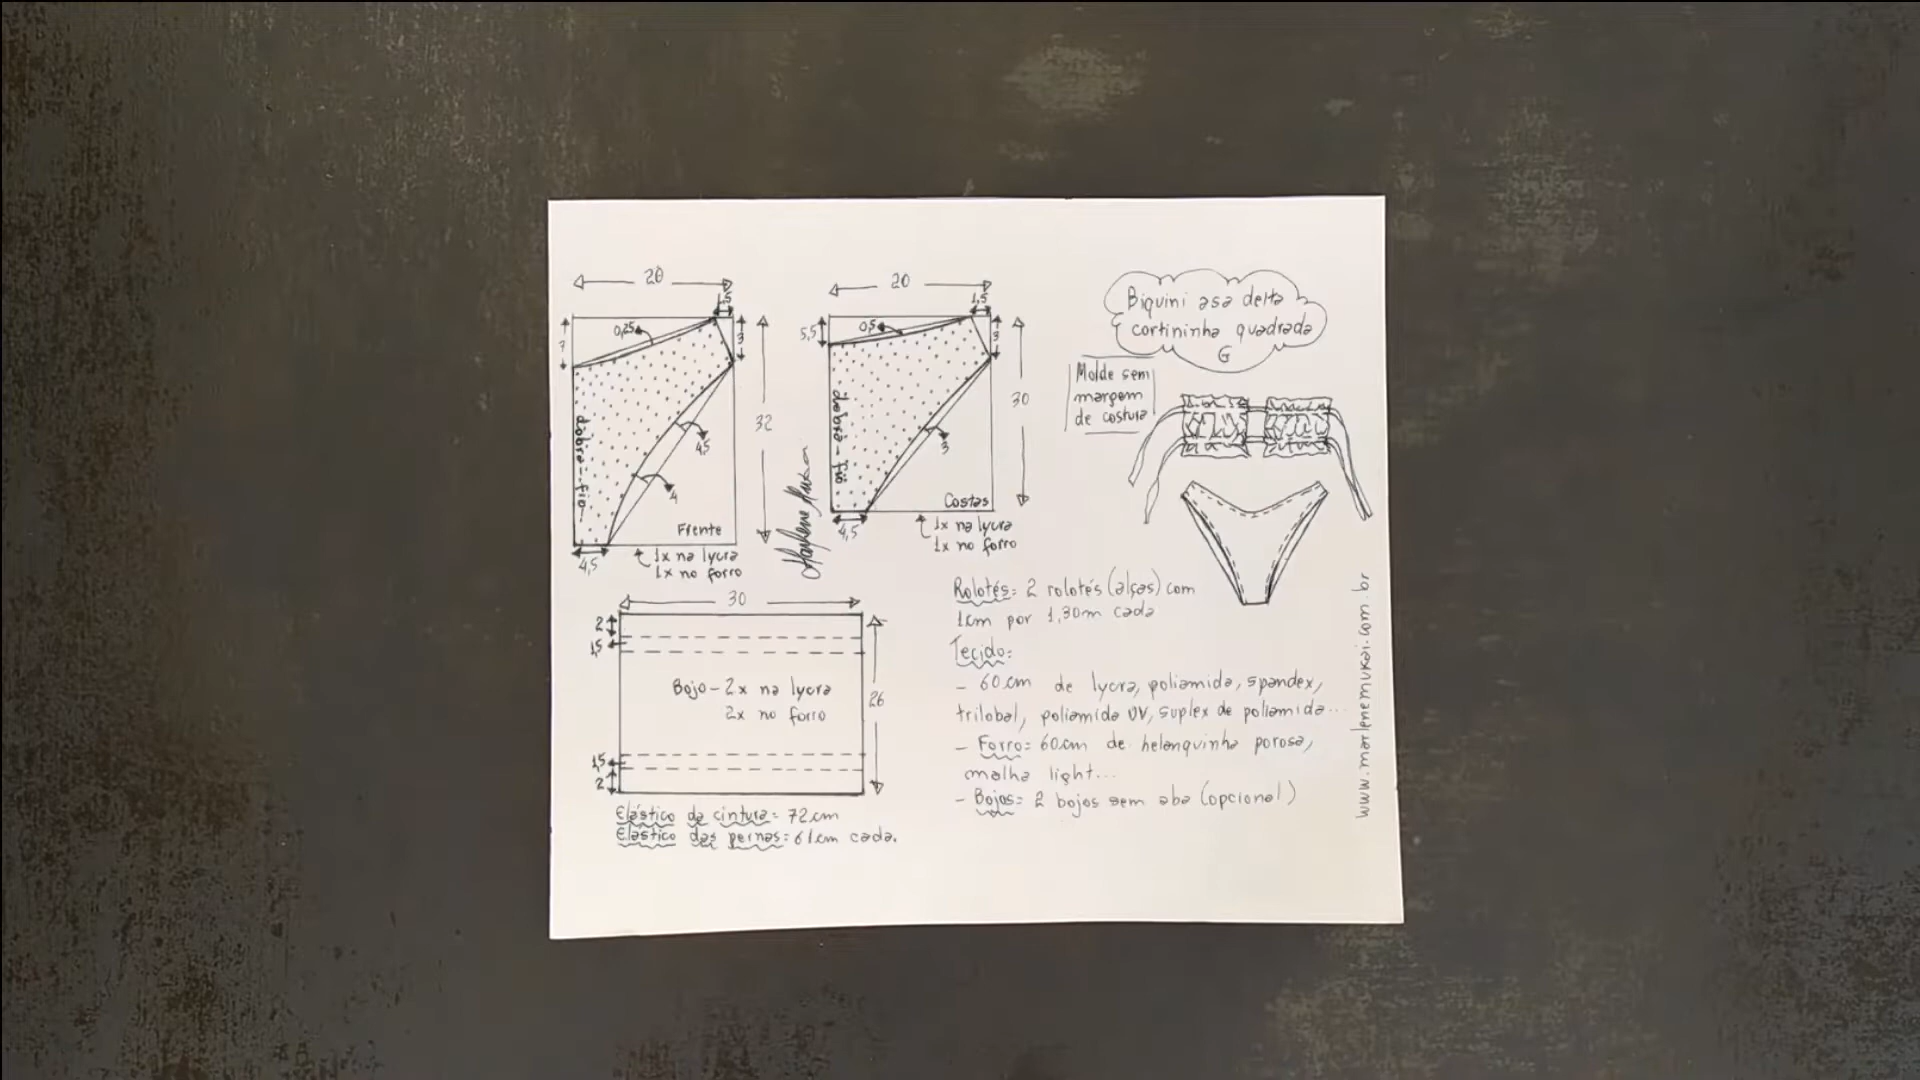 20
1,5
7
0,25
3
32
dobra-fio
4,5
4
Frente
4,5
1x na lycra
1x no forro
20
1,5
5,5
0,5
3
30
dobra-fio
3
Costas
4,5
1x na lycra
1x no forro
Biquini asa delta
cortininha quadrada
G
Molde sem
margem
de costura
30
2
1,5
Bojo-2x na lycra
2x no forro
26
1,5
2
Elástico da cintura= 72cm
Elástico das pernas= 61cm cada.
Rolotés= 2 rolotés (alças) com
1cm por 1,30m cada
Tecido=
- 60cm de lycra, poliamida, spandex,
trilobal, poliamida UV, suplex de poliamida...
- Forro= 60cm de helanquinha porosa,
malha light...
- Bojos= 2 bojos sem aba (opcional)
www.marlenemukai.com.br